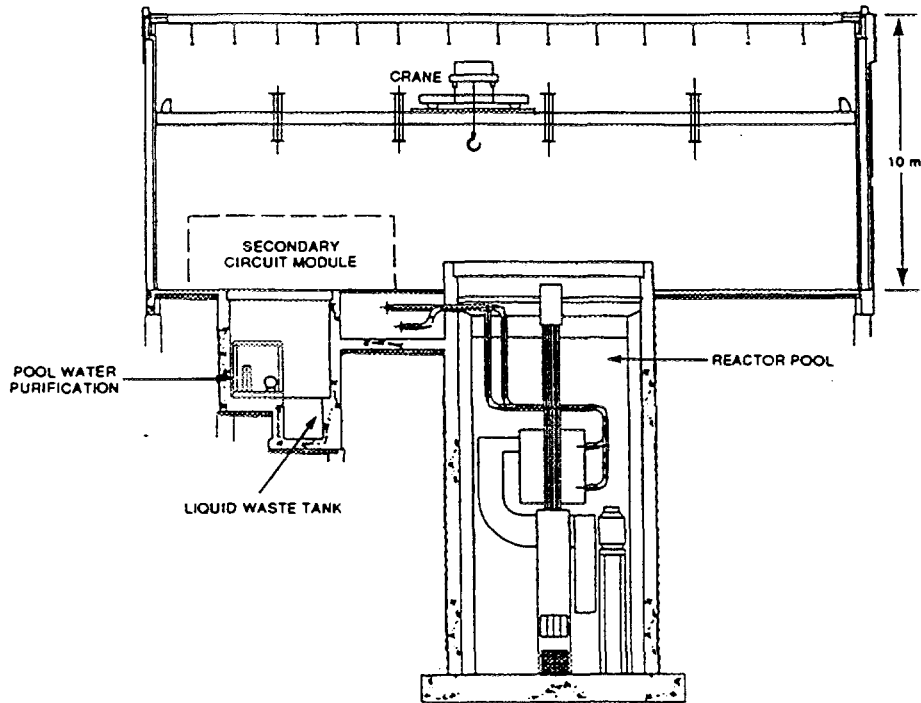 CRANE
10 m
SECONDARY
CIRCUIT MODULE
REACTOR POOL
POOL WATER
PURIFICATION
LIQUID WASTE TANK